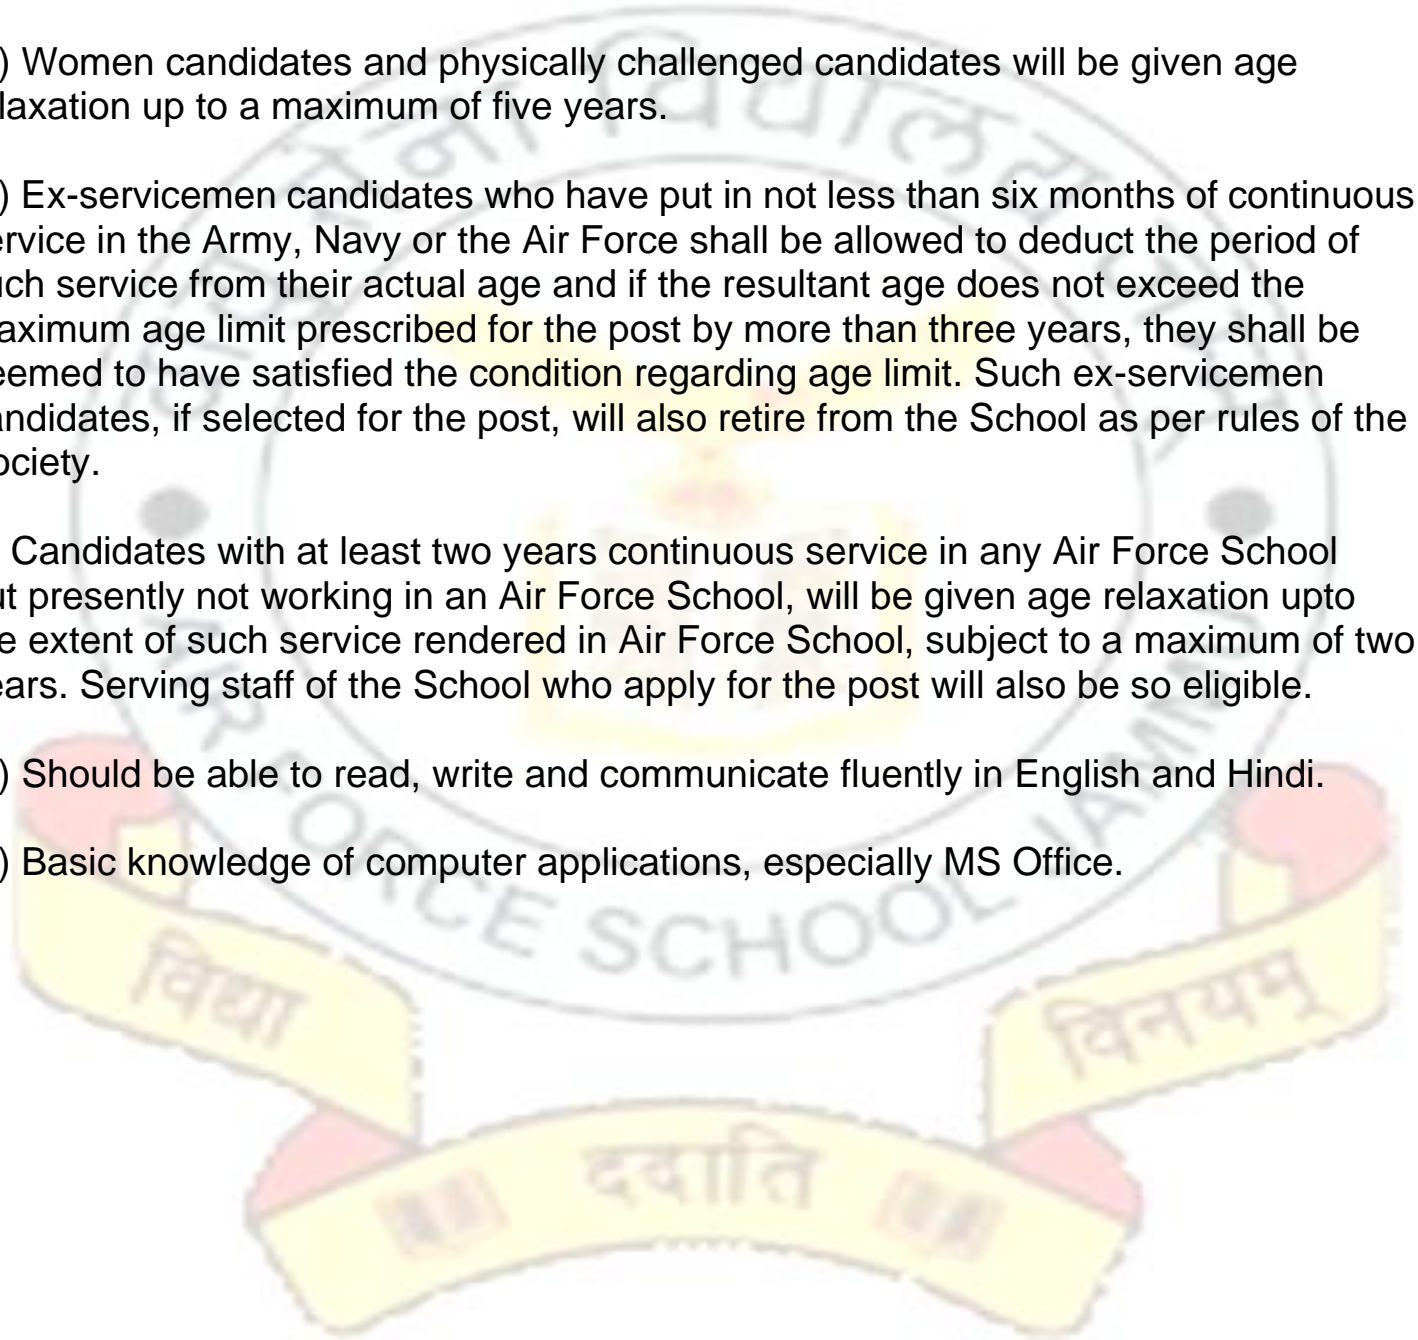 ) Women candidates and physically challenged candidates will be given age
laxation up to a maximum of five years.
) Ex-servicemen candidates who have put in not less than six months of continuous
ervice in the Army, Navy or the Air Force shall be allowed to deduct the period of
uch service from their actual age and if the resultant age does not exceed the
aximum age limit prescribed for the post by more than three years, they shall be
eemed to have satisfied the condition regarding age limit. Such ex-servicemen
andidates, if selected for the post, will also retire from the School as per rules of the
ociety.
Candidates with at least two years continuous service in any Air Force School
ut presently not working in an Air Force School, will be given age relaxation upto
e extent of such service rendered in Air Force School, subject to a maximum of two
ears. Serving staff of the School who apply for the post will also be so eligible.
) Should be able to read, write and communicate fluently in English and Hindi.
) Basic knowledge of computer applications, especially MS Office.
वायु सेना विद्यालय जम्मू
AIR FORCE SCHOOL JAMMU
विद्या
ददाति
विनयम्